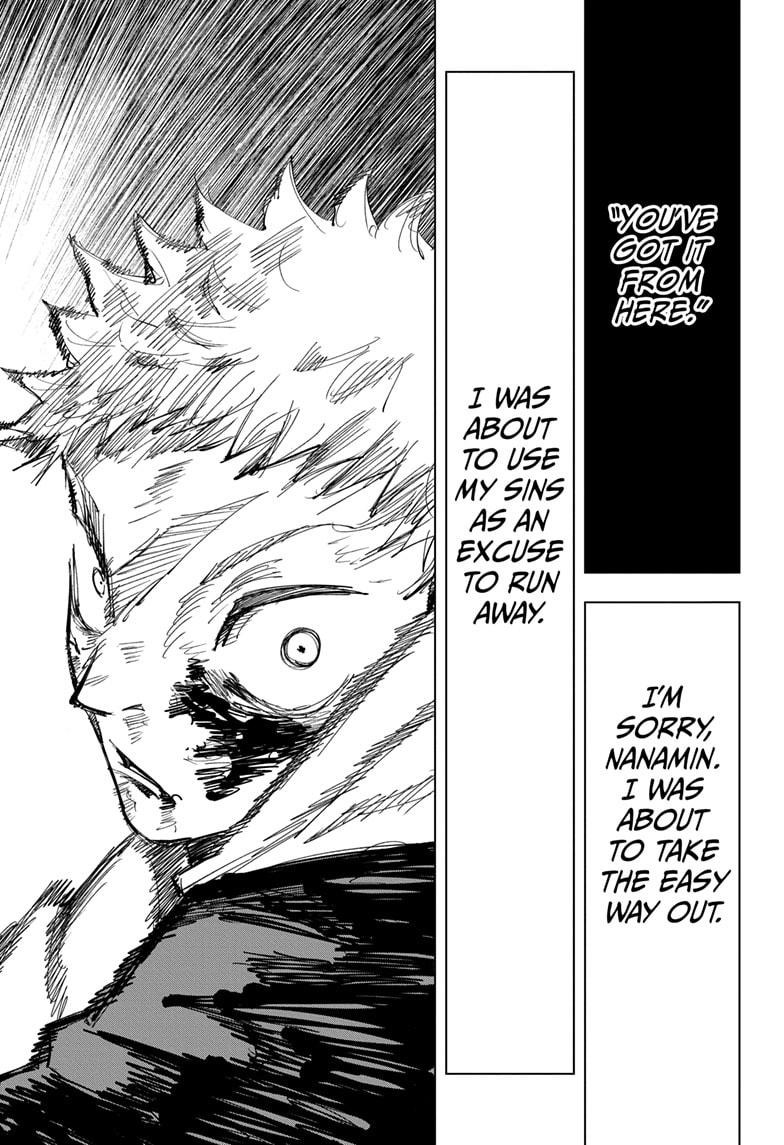 "YOU'VE
GOT IT
FROM
HERE."
I'M
SORRY,
NANAMIN.
I WAS
ABOUT
TO TAKE
THE EASY
WAY OUT.
I WAS
ABOUT
TO USE
MY SINS
AS AN
EXCUSE
TO RUN
AWAY.